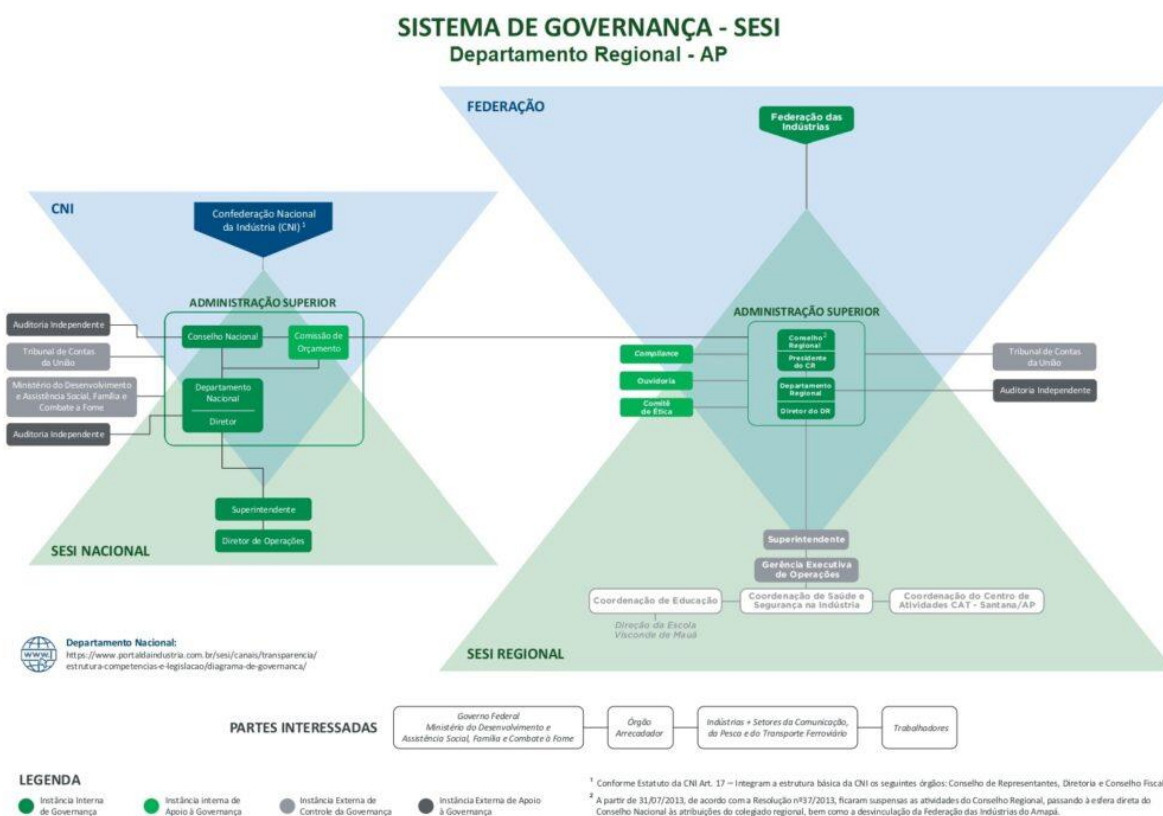 SISTEMA DE GOVERNANÇA - SESI
Departamento Regional - AP
FEDERAÇÃO
Federação das
Indústrias
CNI
Confederação Nacional
da Indústria (CNI) 1
ADMINISTRAÇÃO SUPERIOR
Auditoria Independente
Tribunal de Contas
da União
Ministério do Desenvolvimento
e Assistência Social, Família e
Combate a Fome
Auditoria Independente
Conselho Nacional
Comissão de
Orçamento
Departamento
Nacional
Diretor
Superintendente
Diretor de Operações
SESI NACIONAL
ADMINISTRAÇÃO SUPERIOR
Compliance
Ouvidoria
Comitê
de Ética
Conselho 2
Regional
Presidente
do CR
Departamento
Regional
Diretor do DR
Tribunal de Contas
da União
Auditoria Independente
Superintendente
Gerência Executiva
de Operações
Coordenação de Educação
Coordenação de Saúde e
Segurança na Indústria
Coordenação do Centro de
Atividades CAT - Santana/AP
Direção da Escola
Visconde de Mauá
SESI REGIONAL
www.
Departamento Nacional:
https://www.portaldaindustria.com.br/sesi/canais/transparencia/
estrutura-competencias-e-legislacao/diagrama-de-governanca/
PARTES INTERESSADAS
Governo Federal
Ministério do Desenvolvimento e
Assistência Social, Família e Combate à Fome
Órgão
Arrecadador
Indústrias + Setores da Comunicação,
da Pesca e do Transporte Ferroviário
Trabalhadores
LEGENDA
Instância Interna
de Governança
Instância interna de
Apoio à Governança
Instância Externa de
Controle da Governança
Instância Externa de Apoio
à Governança
1 Conforme Estatuto da CNI Art. 17 – Integram a estrutura básica da CNI os seguintes órgãos: Conselho de Representantes, Diretoria e Conselho Fiscal
2 A partir de 31/07/2013, de acordo com a Resolução nº37/2013, ficaram suspensas as atividades do Conselho Regional, passando à esfera direta do
Conselho Nacional às atribuições do colegiado regional, bem como a desvinculação da Federação das Indústrias do Amapá.